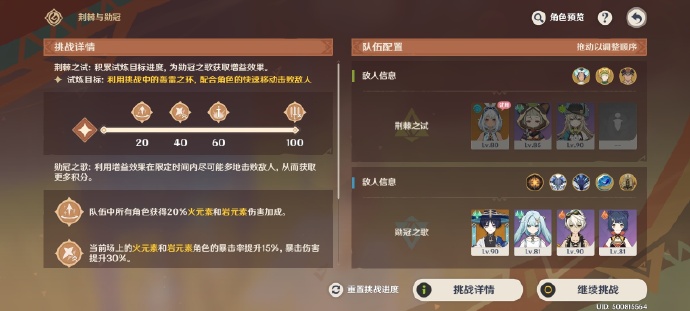 荆棘与勋冠
角色预览
?
挑战详情
荆棘之试: 积累试炼目标进度, 为勋冠之歌获取增益效果。
试炼目标: 利用挑战中的轰雷之环, 配合角色的快速移动击败敌人
20 40 60 100
勋冠之歌: 利用增益效果在限定时间内尽可能多地击败敌人, 从而获取
更多积分。
队伍中所有角色获得20%火元素和岩元素伤害加成。
当前场上的火元素和岩元素角色的暴击率提升15%, 暴击伤害
提升30%。
队伍配置
拖动以调整顺序
敌人信息
荆棘之试
试用
Lv.80 Lv.80 Lv.90
敌人信息
勋冠之歌
Lv.90 Lv.81 Lv.90 Lv.81
重置挑战进度
挑战详情
继续挑战
UID: 500815564